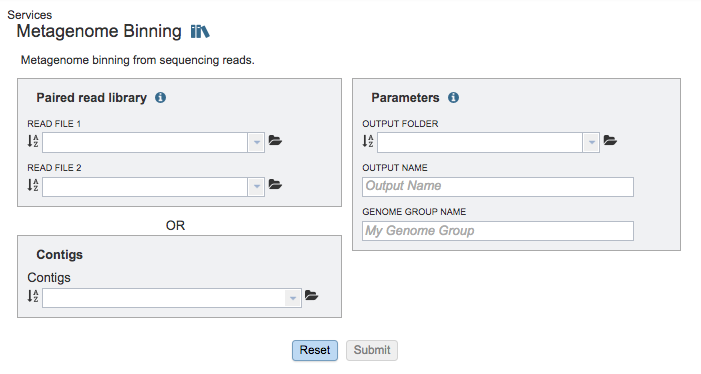 Services
Metagenome Binning
Metagenome binning from sequencing reads.
Paired read library
READ FILE 1
READ FILE 2
OR
Contigs
Contigs
Parameters
OUTPUT FOLDER
OUTPUT NAME
Output Name
GENOME GROUP NAME
My Genome Group
Reset
Submit